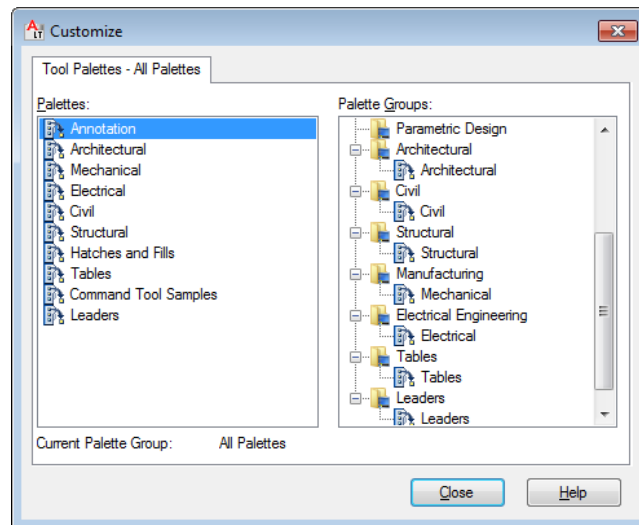 A LT Customize
Tool Palettes - All Palettes
Palettes:
Annotation
Architectural
Mechanical
Electrical
Civil
Structural
Hatches and Fills
Tables
Command Tool Samples
Leaders
Palette Groups:
Parametric Design
Architectural
Architectural
Civil
Civil
Structural
Structural
Manufacturing
Mechanical
Electrical Engineering
Electrical
Tables
Tables
Leaders
Leaders
Current Palette Group: All Palettes
Close
Help